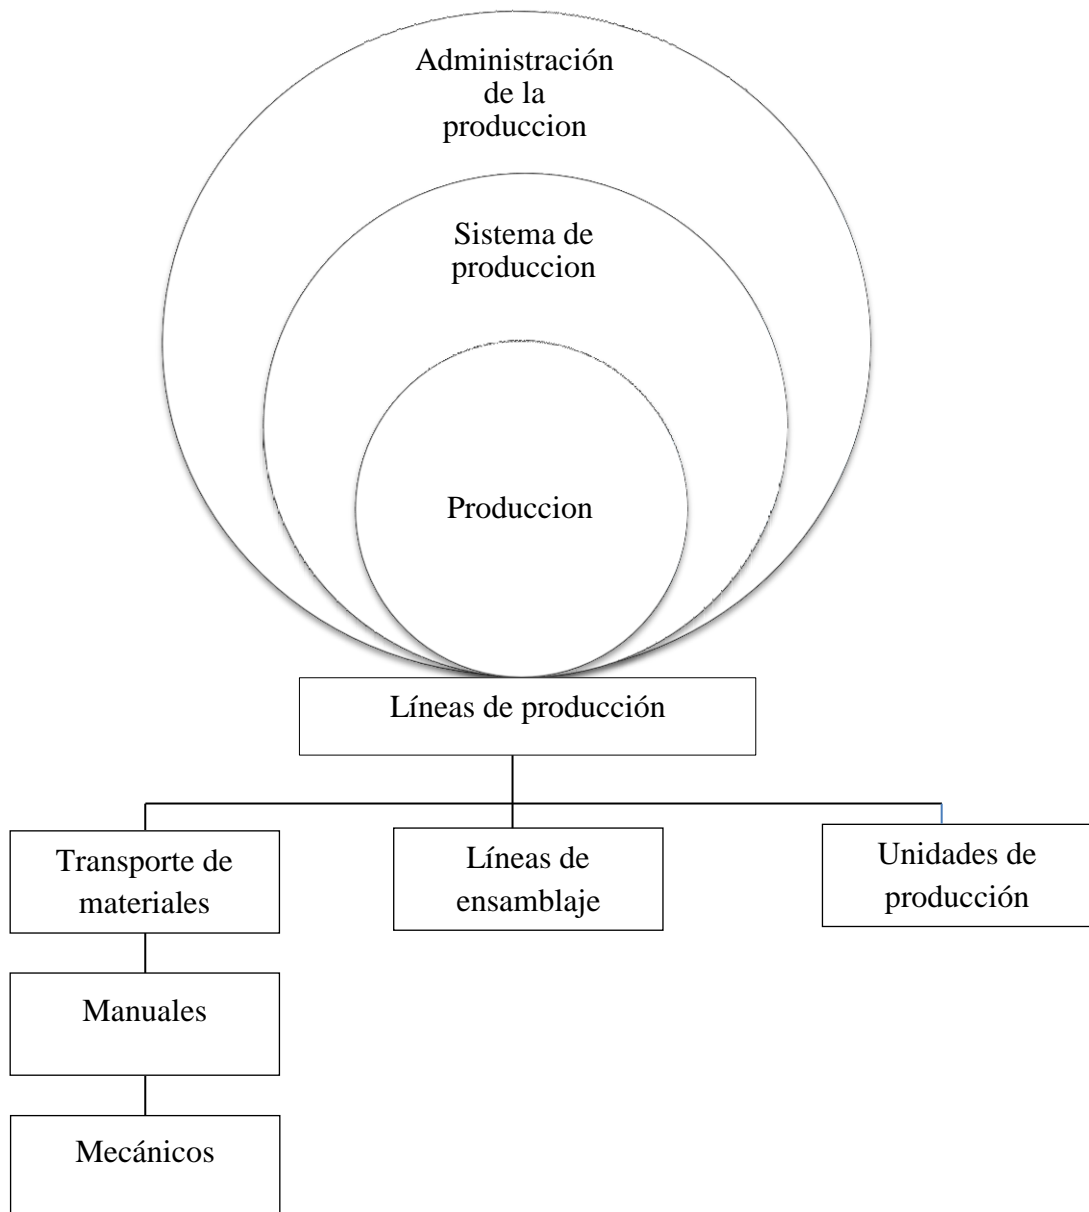 Administración
de la
produccion
Sistema de
produccion
Produccion
Líneas de producción
Transporte de
materiales
Líneas de
ensamblaje
Unidades de
producción
Manuales
Mecánicos